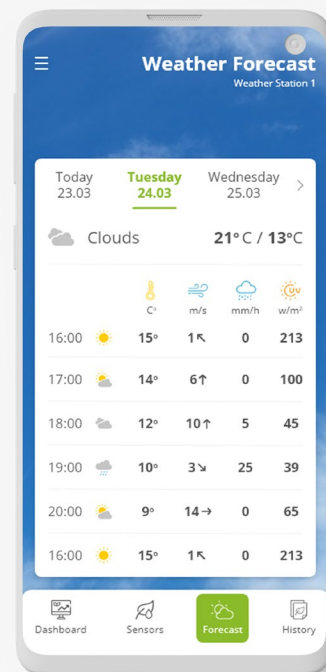 Weather Forecast
Weather Station 1
Today Tuesday Wednesday
23.03 24.03 25.03
Clouds 21° C / 13°C
UV
C° m/s mm/h w/m²
16:00 15° 1↖ 0 213
17:00 14° 6↑ 0 100
18:00 12° 10↑ 5 45
19:00 10° 3↘ 25 39
20:00 9° 14→ 0 65
16:00 15° 1↖ 0 213
Dashboard Sensors Forecast History